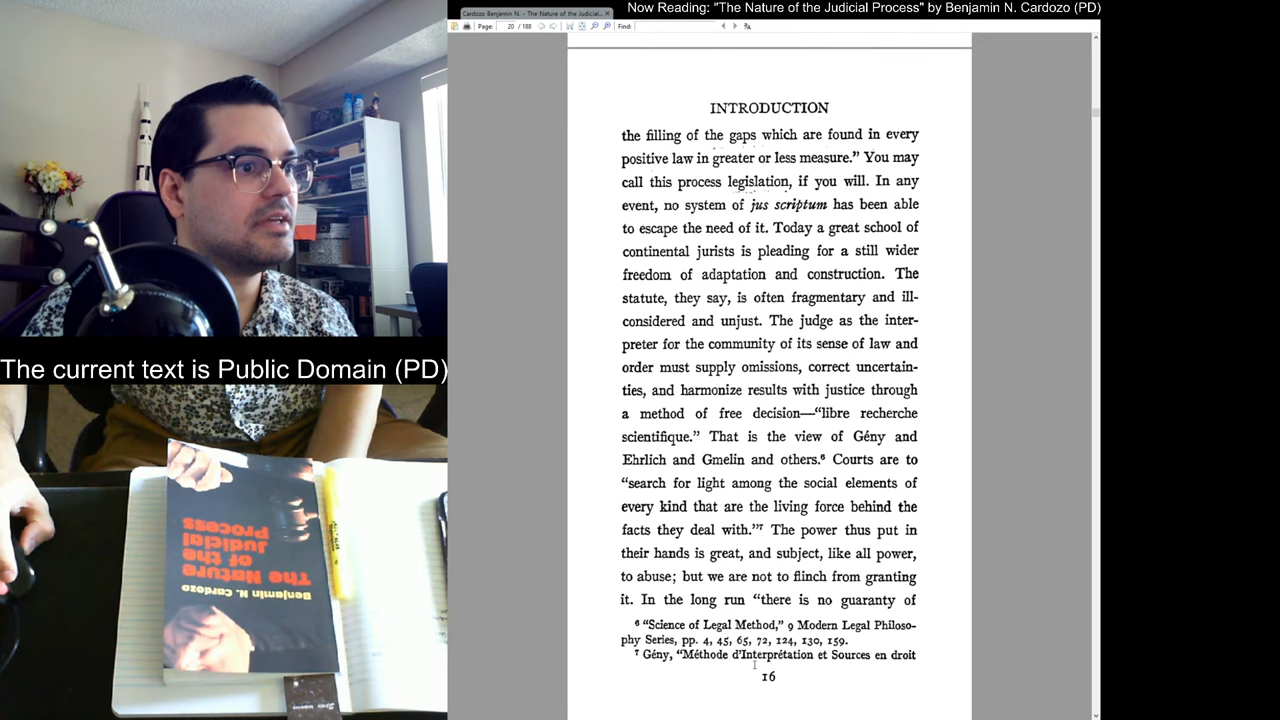 Now Reading: "The Nature of the Judicial Process" by Benjamin N. Cardozo (PD)
Cardozo Benjamin N. - The Nature of the Judicial...
Page: 20 / 188
Find:
INTRODUCTION
the filling of the gaps which are found in every
positive law in greater or less measure." You may
call this process legislation, if you will. In any
event, no system of jus scriptum has been able
to escape the need of it. Today a great school of
continental jurists is pleading for a still wider
freedom of adaptation and construction. The
statute, they say, is often fragmentary and ill-
considered and unjust. The judge as the inter-
preter for the community of its sense of law and
order must supply omissions, correct uncertain-
ties, and harmonize results with justice through
a method of free decision—"libre recherche
scientifique." That is the view of Gény and
Ehrlich and Gmelin and others.⁶ Courts are to
"search for light among the social elements of
every kind that are the living force behind the
facts they deal with."⁷ The power thus put in
their hands is great, and subject, like all power,
to abuse; but we are not to flinch from granting
it. In the long run "there is no guaranty of
⁶ "Science of Legal Method," 9 Modern Legal Philoso-
phy Series, pp. 4, 45, 65, 72, 124, 130, 159.
⁷ Gény, "Méthode d'Interprétation et Sources en droit
16
The current text is Public Domain (PD)
Benjamin N. Cardozo
The Nature
of the
Judicial
Process